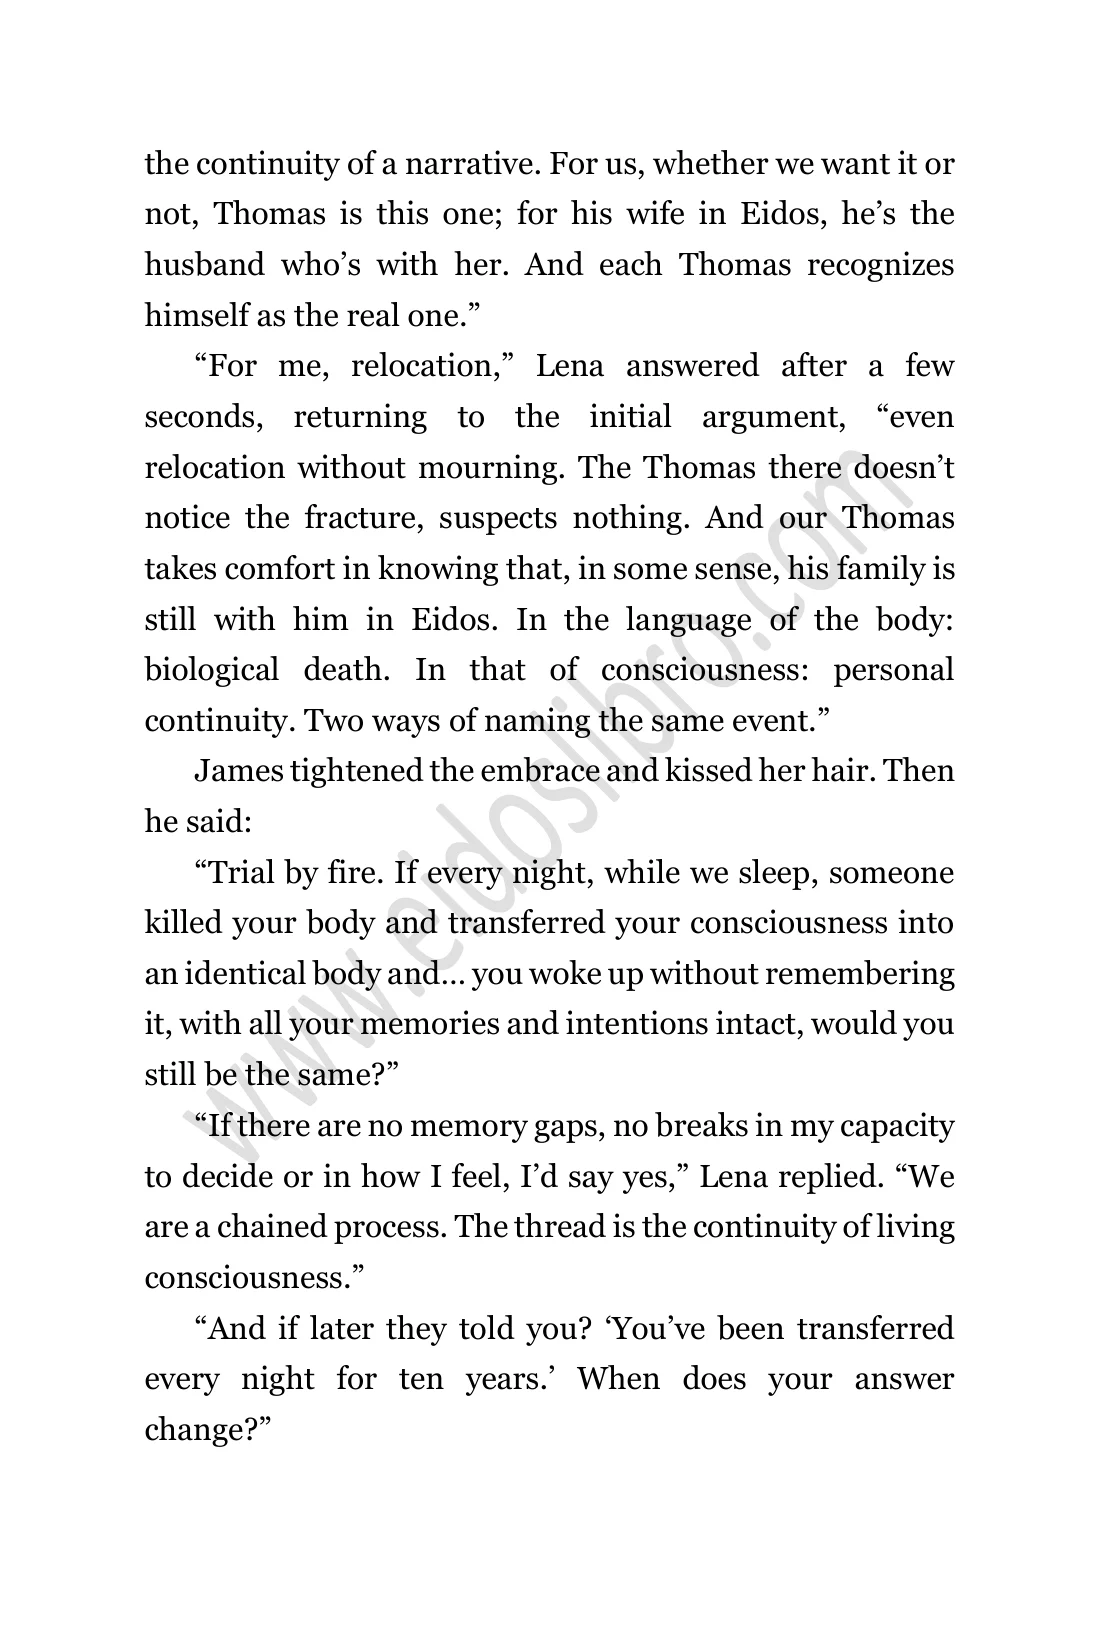 the continuity of a narrative. For us, whether we want it or
not, Thomas is this one; for his wife in Eidos, he’s the
husband who’s with her. And each Thomas recognizes
himself as the real one.”
“For me, relocation,” Lena answered after a few
seconds, returning to the initial argument, “even
relocation without mourning. The Thomas there doesn’t
notice the fracture, suspects nothing. And our Thomas
takes comfort in knowing that, in some sense, his family is
still with him in Eidos. In the language of the body:
biological death. In that of consciousness: personal
continuity. Two ways of naming the same event.”
James tightened the embrace and kissed her hair. Then
he said:
“Trial by fire. If every night, while we sleep, someone
killed your body and transferred your consciousness into
an identical body and… you woke up without remembering
it, with all your memories and intentions intact, would you
still be the same?”
“If there are no memory gaps, no breaks in my capacity
to decide or in how I feel, I’d say yes,” Lena replied. “We
are a chained process. The thread is the continuity of living
consciousness.”
“And if later they told you? ‘You’ve been transferred
every night for ten years.’ When does your answer
change?”
www.eidoslibro.com